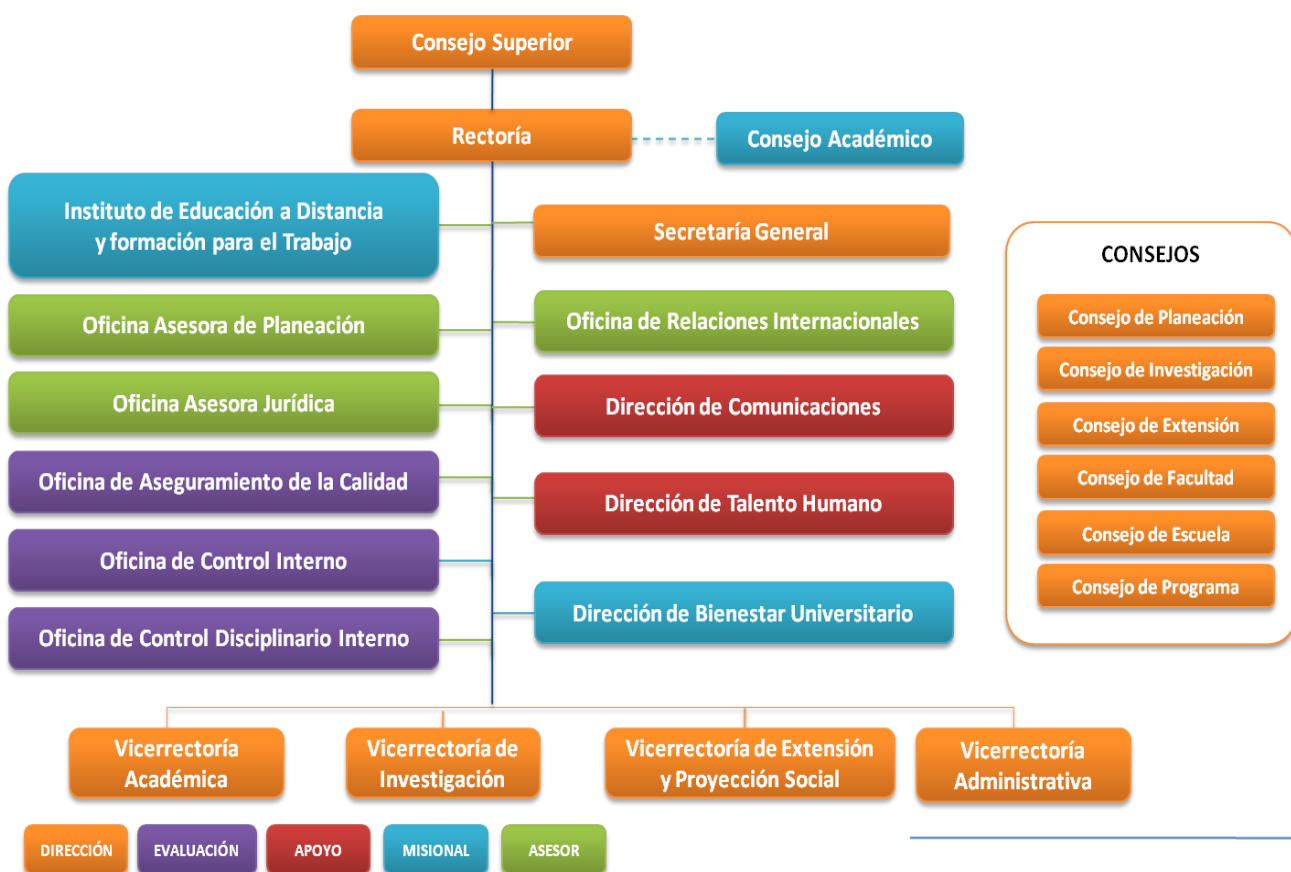 Consejo Superior
Rectoría
Consejo Académico
Instituto de Educación a Distancia
y formación para el Trabajo
Secretaría General
Oficina Asesora de Planeación
Oficina de Relaciones Internacionales
Oficina Asesora Jurídica
Dirección de Comunicaciones
Oficina de Aseguramiento de la Calidad
Dirección de Talento Humano
Oficina de Control Interno
Dirección de Bienestar Universitario
Oficina de Control Disciplinario Interno
CONSEJOS
Consejo de Planeación
Consejo de Investigación
Consejo de Extensión
Consejo de Facultad
Consejo de Escuela
Consejo de Programa
Vicerrectoría
Académica
Vicerrectoría de
Investigación
Vicerrectoría de Extensión
y Proyección Social
Vicerrectoría
Administrativa
DIRECCIÓN
EVALUACIÓN
APOYO
MISIONAL
ASESOR